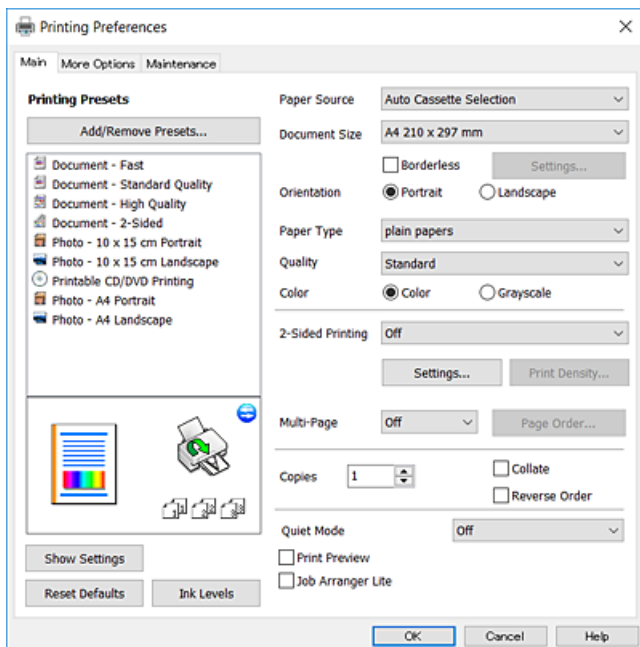 Printing Preferences
Main
More Options
Maintenance
Printing Presets
Add/Remove Presets...
Document - Fast
Document - Standard Quality
Document - High Quality
Document - 2-Sided
Photo - 10 x 15 cm Portrait
Photo - 10 x 15 cm Landscape
Printable CD/DVD Printing
Photo - A4 Portrait
Photo - A4 Landscape
Show Settings
Reset Defaults
Ink Levels
Paper Source
Auto Cassette Selection
Document Size
A4 210 x 297 mm
Borderless
Settings...
Orientation
Portrait
Landscape
Paper Type
plain papers
Quality
Standard
Color
Color
Grayscale
2-Sided Printing
Off
Settings...
Print Density...
Multi-Page
Off
Page Order...
Copies
1
Collate
Reverse Order
Quiet Mode
Off
Print Preview
Job Arranger Lite
OK
Cancel
Help